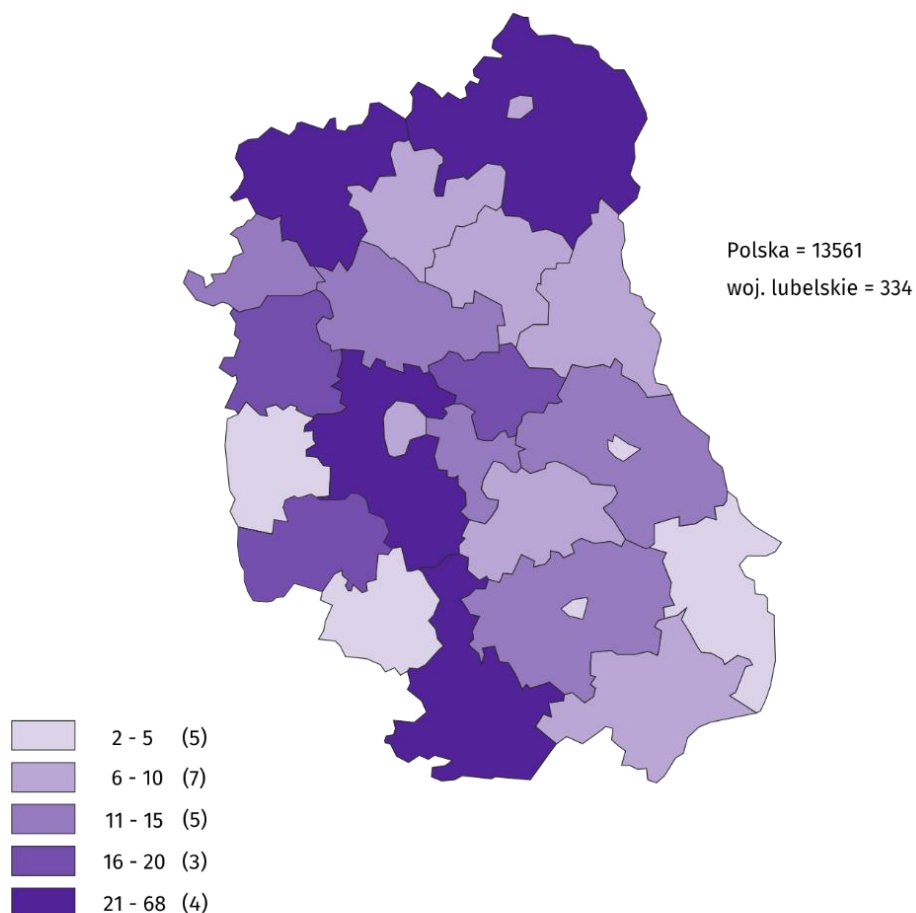 Polska = 13561
woj. lubelskie = 334
2 - 5 (5)
6 - 10 (7)
11 - 15 (5)
16 - 20 (3)
21 - 68 (4)